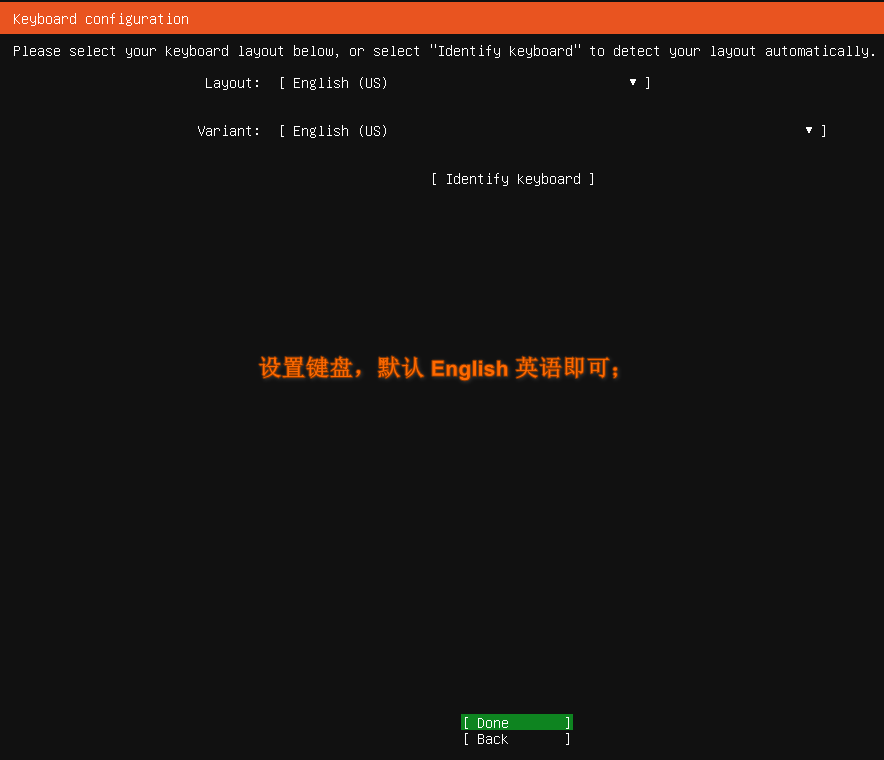 Keyboard configuration
Please select your keyboard layout below, or select "Identify keyboard" to detect your layout automatically.
Layout: [ English (US) ▼ ]
Variant: [ English (US) ▼ ]
[ Identify keyboard ]
设置键盘，默认 English 英语即可；
[ Done ]
[ Back ]